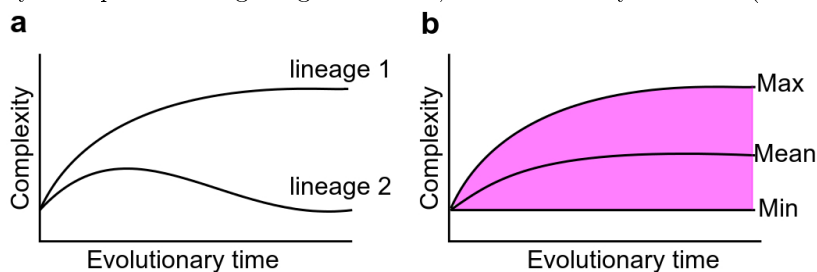 a
b
lineage 1
lineage 2
Complexity
Evolutionary time
Max
Mean
Min
Complexity
Evolutionary time